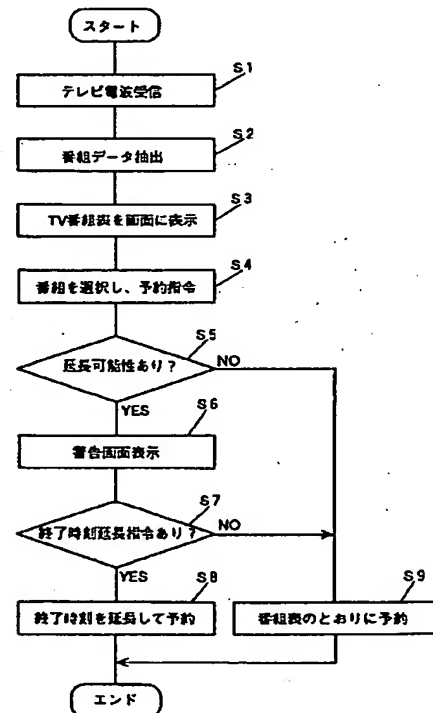 スタート
S1
テレビ電波受信
S2
番組データ抽出
S3
TV番組表を画面に表示
S4
番組を選択し、予約指令
S5
延長可能性あり?
NO
YES
S6
警告画面表示
S7
終了時刻延長指令あり?
NO
YES
S8
終了時刻を延長して予約
S9
番組表のとおりに予約
エンド